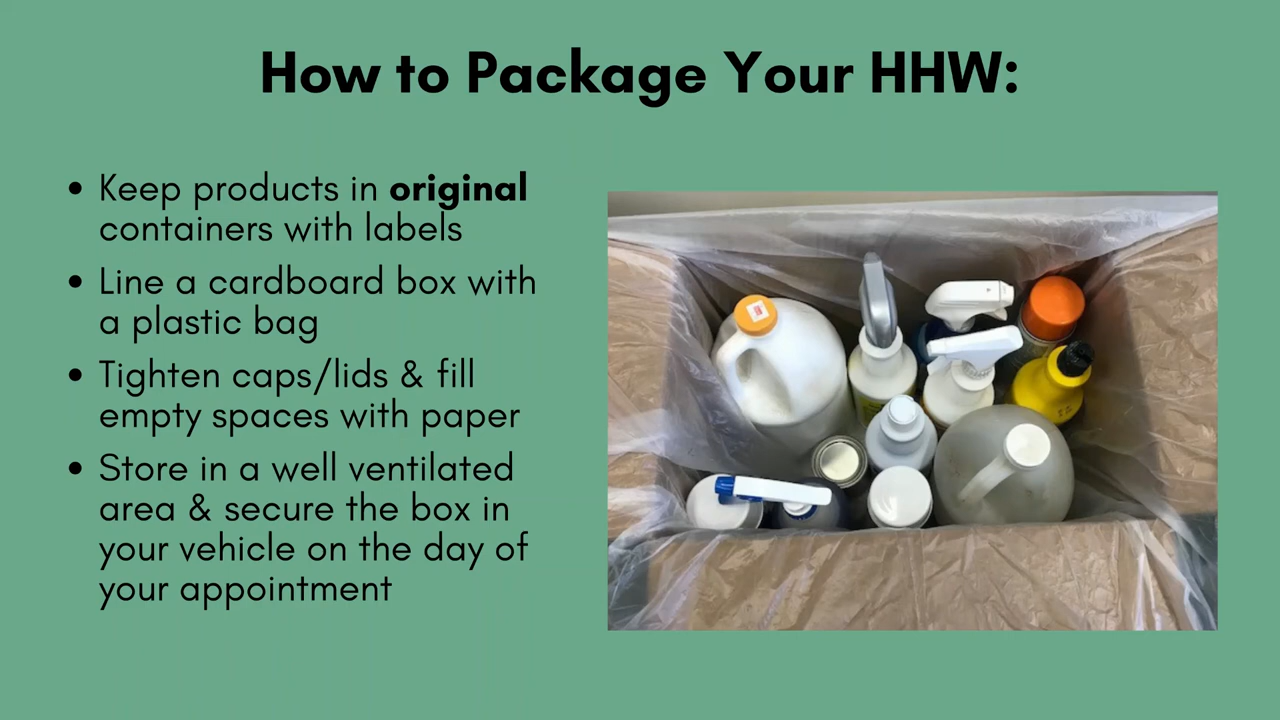 How to Package Your HHW:
• Keep products in original
containers with labels
• Line a cardboard box with
a plastic bag
• Tighten caps/lids & fill
empty spaces with paper
• Store in a well ventilated
area & secure the box in
your vehicle on the day of
your appointment